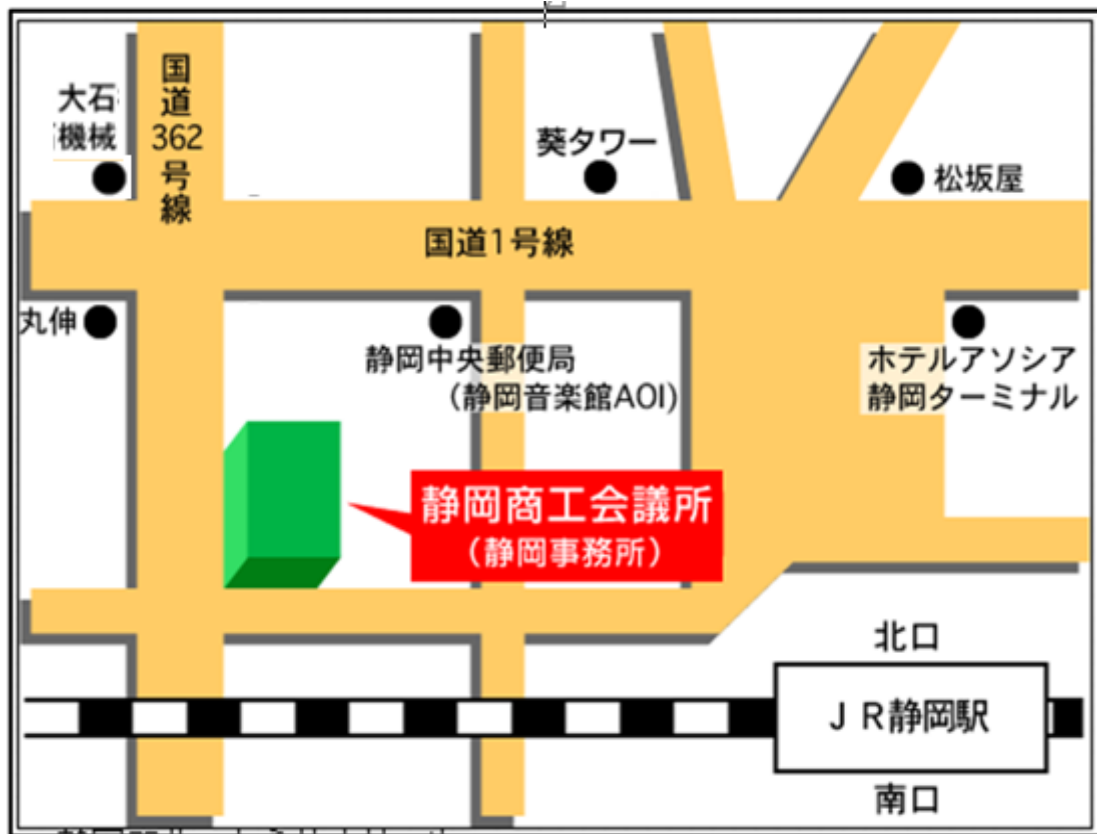 国道362号線
大石
機械
葵タワー
松坂屋
国道1号線
丸伸
静岡中央郵便局
(静岡音楽館AOI)
ホテルアソシア
静岡ターミナル
静岡商工会議所
(静岡事務所)
北口
JR静岡駅
南口